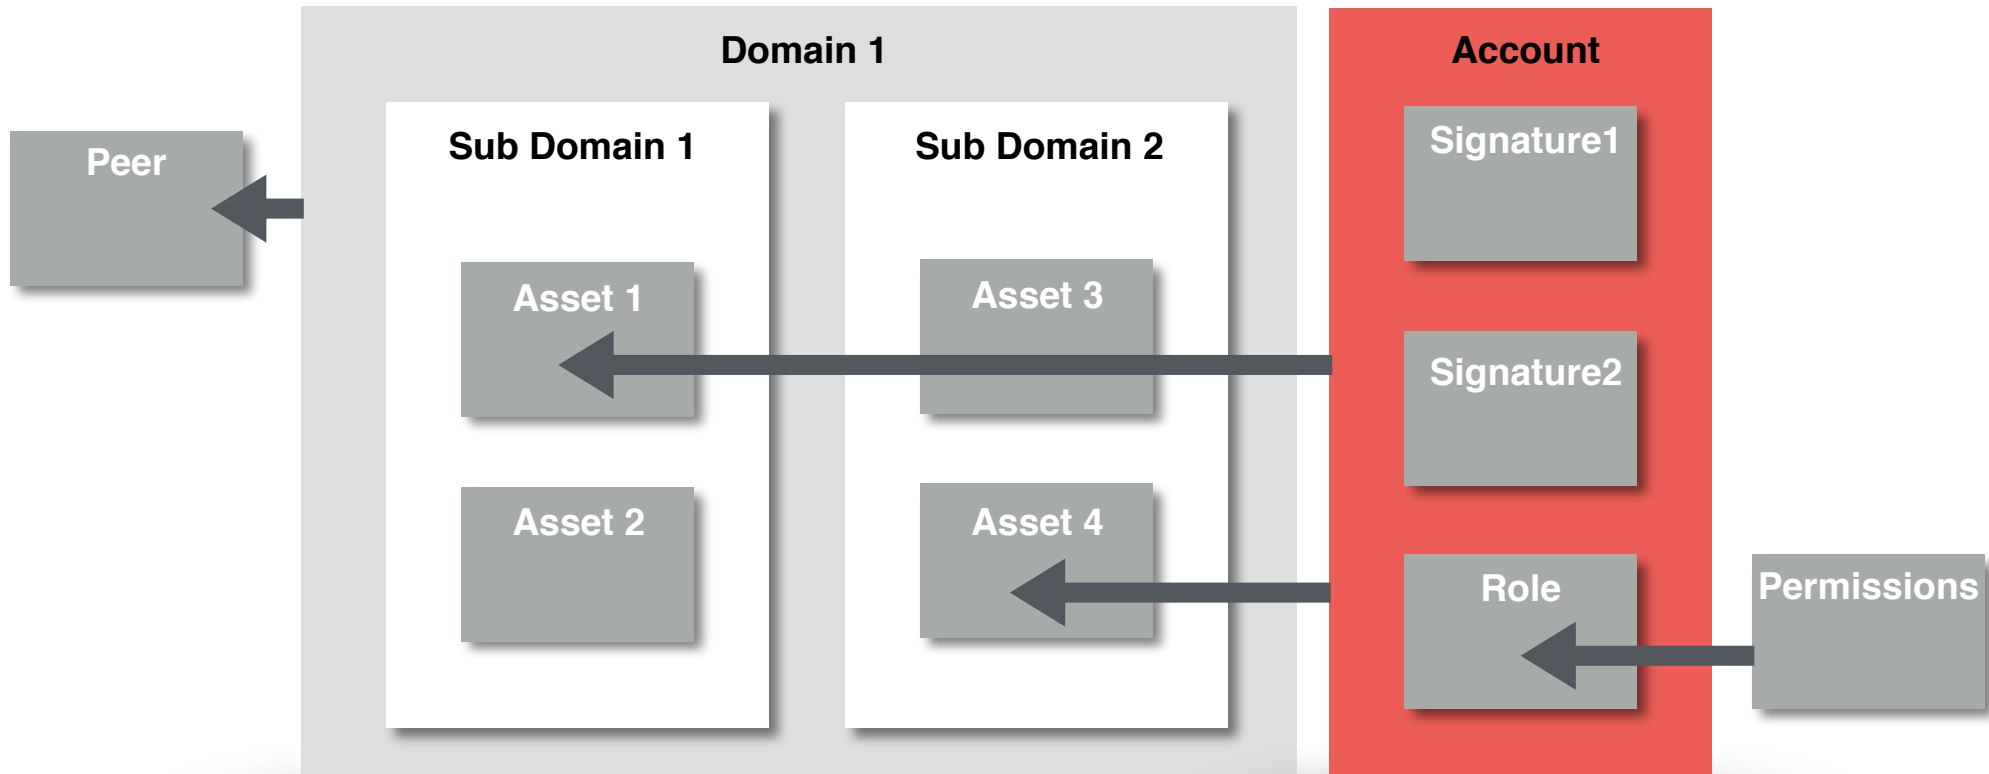 Domain 1
Account
Peer
Sub Domain 1
Sub Domain 2
Signature1
Asset 1
Asset 3
Signature2
Asset 2
Asset 4
Role
Permissions